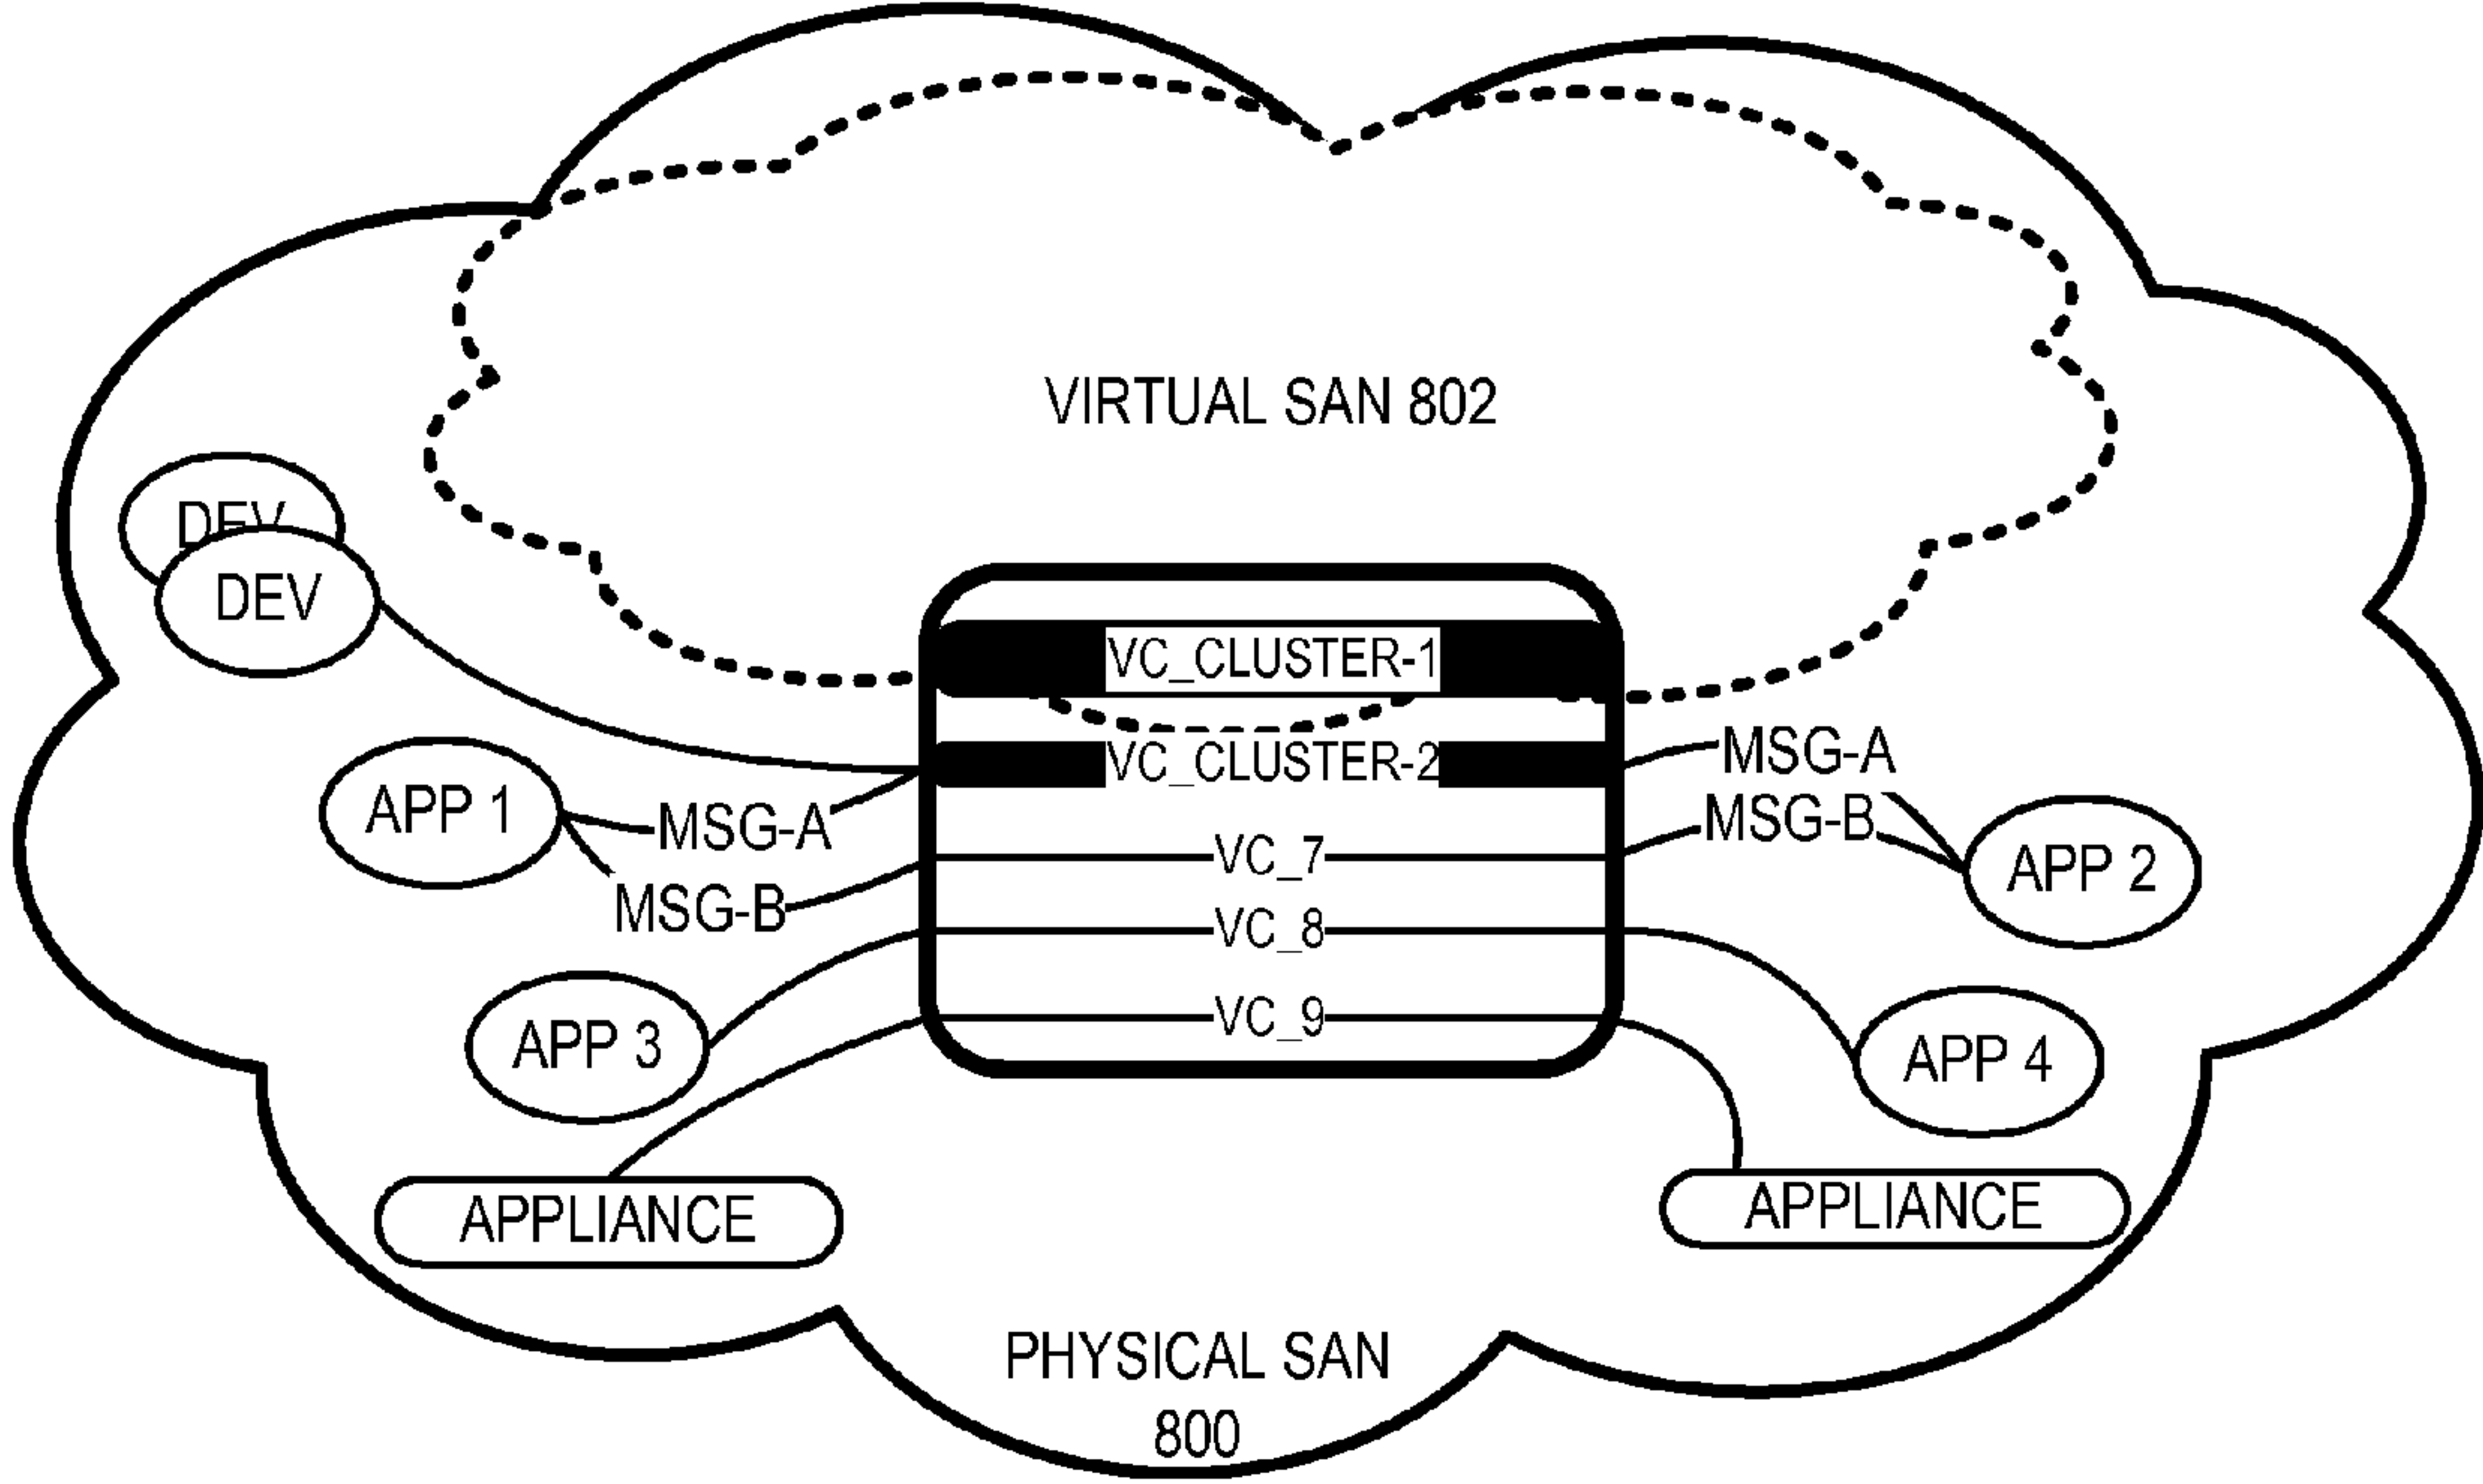 VIRTUAL SAN 802
DEV
DEV
VC_CLUSTER-1
VC_CLUSTER-2
MSG-A
APP 1
MSG-A
MSG-B
VC_7
APP 2
MSG-B
VC_8
APP 3
VC_9
APP 4
APPLIANCE
APPLIANCE
PHYSICAL SAN
800